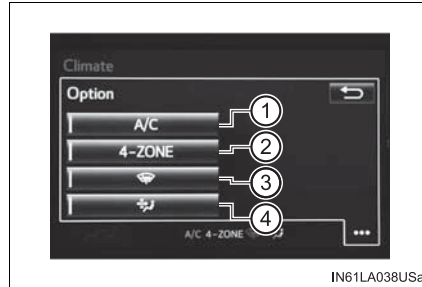 Climate
Option
A/C
1
4-ZONE
2
3
4
A/C 4-ZONE
IN61LA038USa